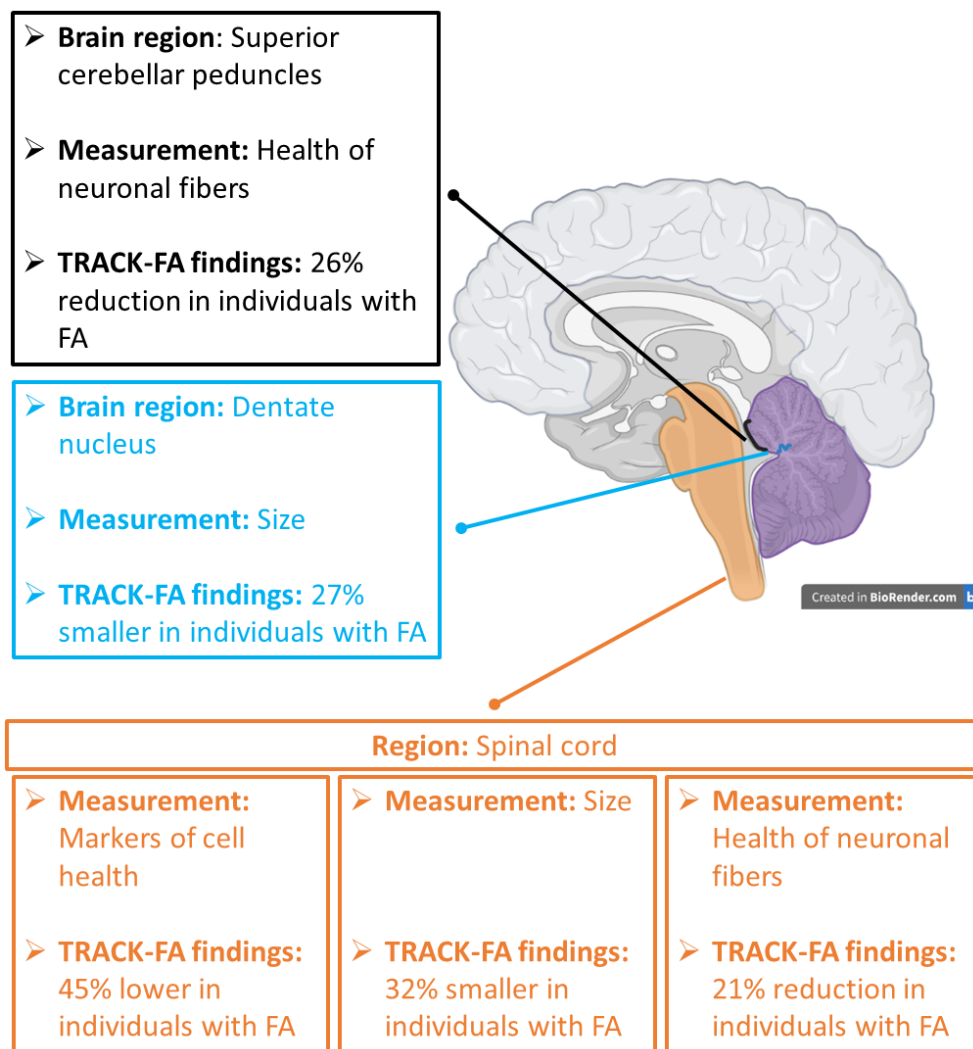 ➢ Brain region: Superior
cerebellar peduncles
➢ Measurement: Health of
neuronal fibers
➢ TRACK-FA findings: 26%
reduction in individuals with
FA
➢ Brain region: Dentate
nucleus
➢ Measurement: Size
➢ TRACK-FA findings: 27%
smaller in individuals with FA
Created in BioRender.com b
Region: Spinal cord
➢ Measurement:
Markers of cell
health
➢ TRACK-FA findings:
45% lower in
individuals with FA
➢ Measurement: Size
➢ TRACK-FA findings:
32% smaller in
individuals with FA
➢ Measurement:
Health of neuronal
fibers
➢ TRACK-FA findings:
21% reduction in
individuals with FA